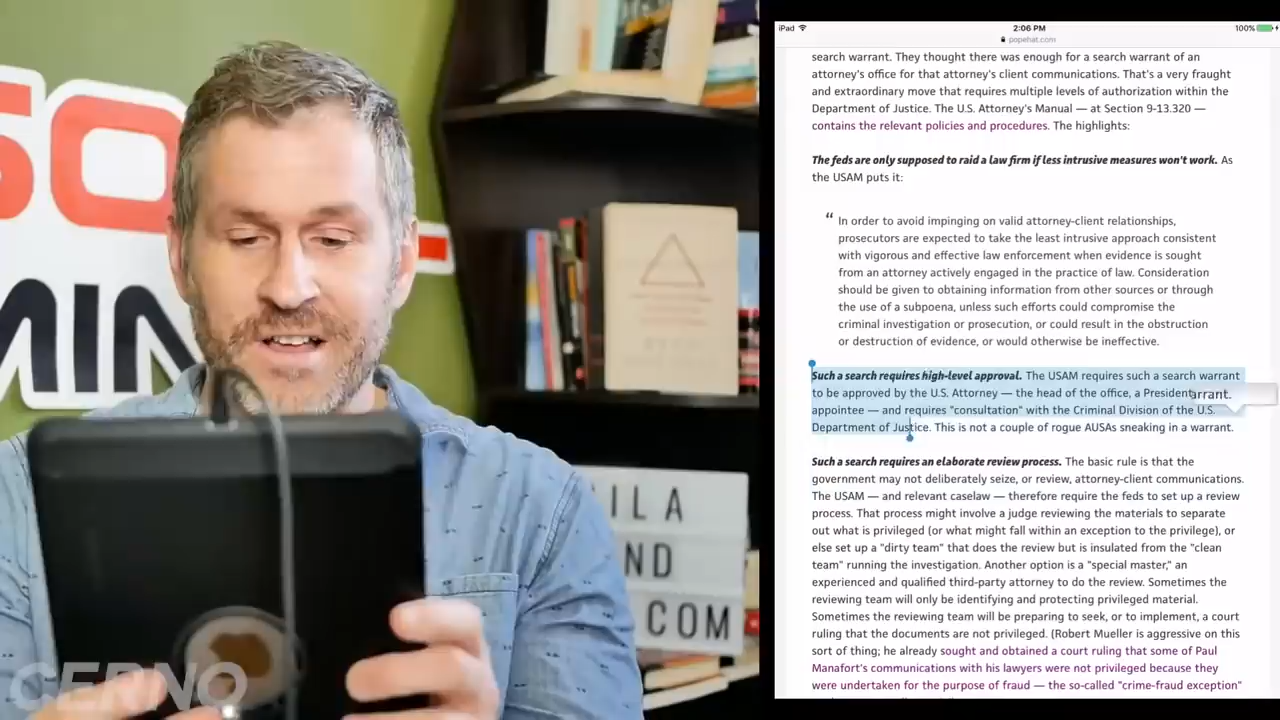 SO
MIN
ILA
ND
COM
CERNO
iPad
2:06 PM
100%
popehat.com
search warrant. They thought there was enough for a search warrant of an
attorney's office for that attorney's client communications. That's a very fraught
and extraordinary move that requires multiple levels of authorization within the
Department of Justice. The U.S. Attorney's Manual — at Section 9-13.320 —
contains the relevant policies and procedures. The highlights:
The feds are only supposed to raid a law firm if less intrusive measures won't work. As
the USAM puts it:
“ In order to avoid impinging on valid attorney-client relationships,
prosecutors are expected to take the least intrusive approach consistent
with vigorous and effective law enforcement when evidence is sought
from an attorney actively engaged in the practice of law. Consideration
should be given to obtaining information from other sources or through
the use of a subpoena, unless such efforts could compromise the
criminal investigation or prosecution, or could result in the obstruction
or destruction of evidence, or would otherwise be ineffective.
Such a search requires high-level approval. The USAM requires such a search warrant
to be approved by the U.S. Attorney — the head of the office, a President
arrant.
appointee — and requires "consultation" with the Criminal Division of the U.S.
Department of Justice. This is not a couple of rogue AUSAs sneaking in a warrant.
Such a search requires an elaborate review process. The basic rule is that the
government may not deliberately seize, or review, attorney-client communications.
The USAM — and relevant caselaw — therefore require the feds to set up a review
process. That process might involve a judge reviewing the materials to separate
out what is privileged (or what might fall within an exception to the privilege), or
else set up a "dirty team" that does the review but is insulated from the "clean
team" running the investigation. Another option is a "special master," an
experienced and qualified third-party attorney to do the review. Sometimes the
reviewing team will only be identifying and protecting privileged material.
Sometimes the reviewing team will be preparing to seek, or to implement, a court
ruling that the documents are not privileged. (Robert Mueller is aggressive on this
sort of thing; he already sought and obtained a court ruling that some of Paul
Manafort's communications with his lawyers were not privileged because they
were undertaken for the purpose of fraud — the so-called "crime-fraud exception"